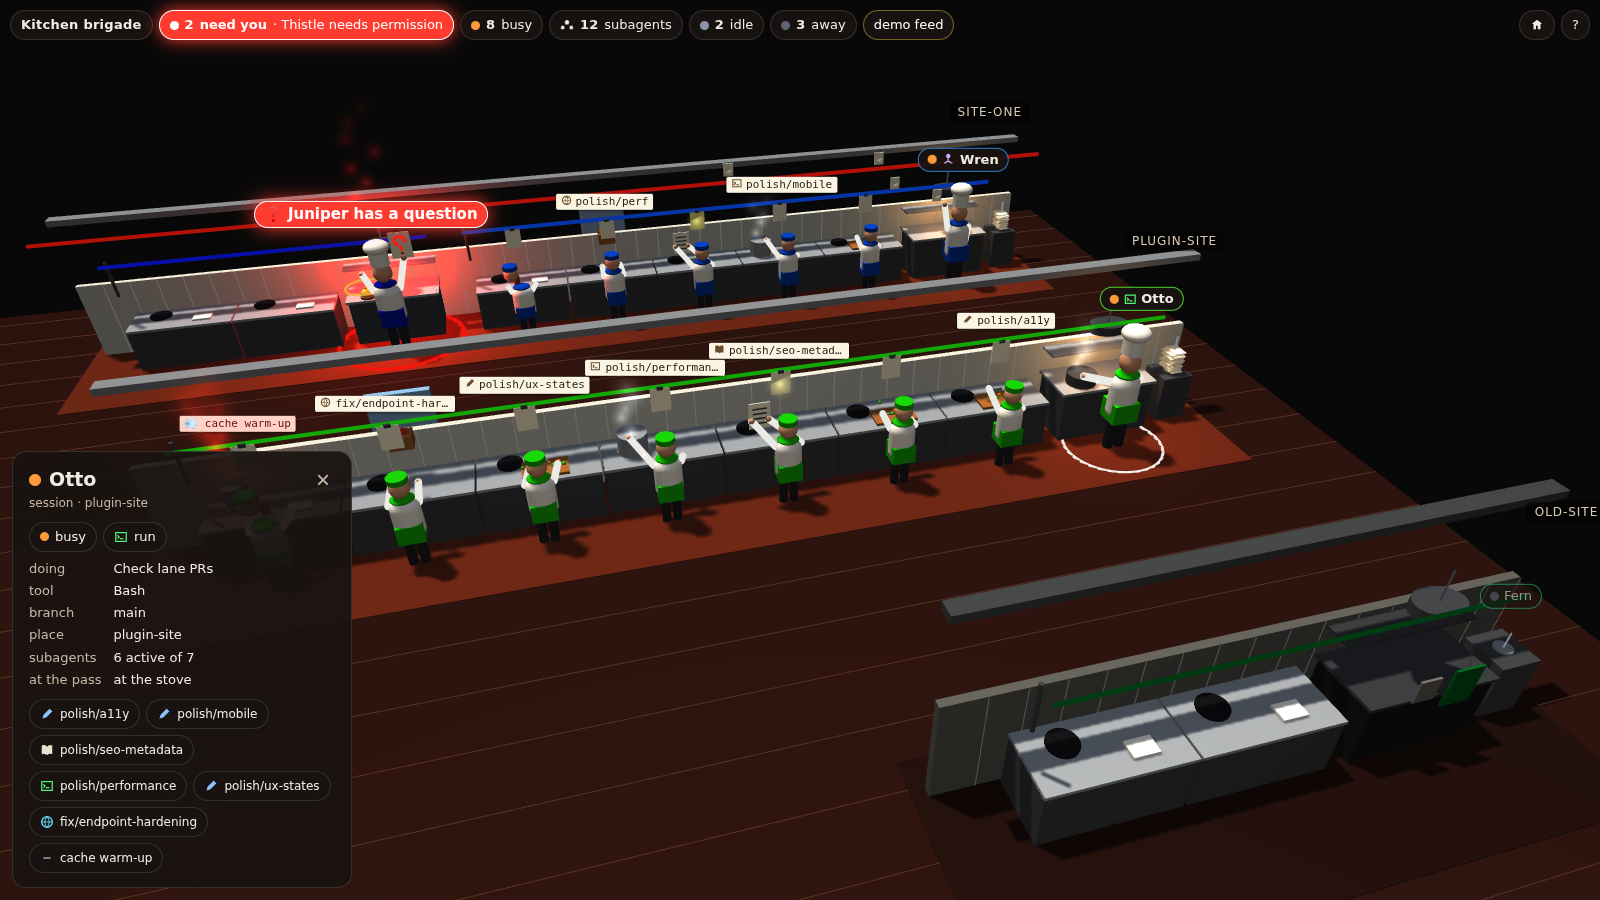 Kitchen brigade
2 need you · Thistle needs permission
8 busy
12 subagents
2 idle
3 away
demo feed
?
SITE-ONE
Wren
polish/mobile
polish/perf
? Juniper has a question
?
PLUGIN-SITE
Otto
polish/a11y
polish/seo-metad…
polish/performan…
polish/ux-states
fix/endpoint-har…
cache warm-up
OLD-SITE
Fern
Otto
×
session · plugin-site
busy
run
doing Check lane PRs
tool Bash
branch main
place plugin-site
subagents 6 active of 7
at the pass at the stove
polish/a11y
polish/mobile
polish/seo-metadata
polish/performance
polish/ux-states
fix/endpoint-hardening
cache warm-up